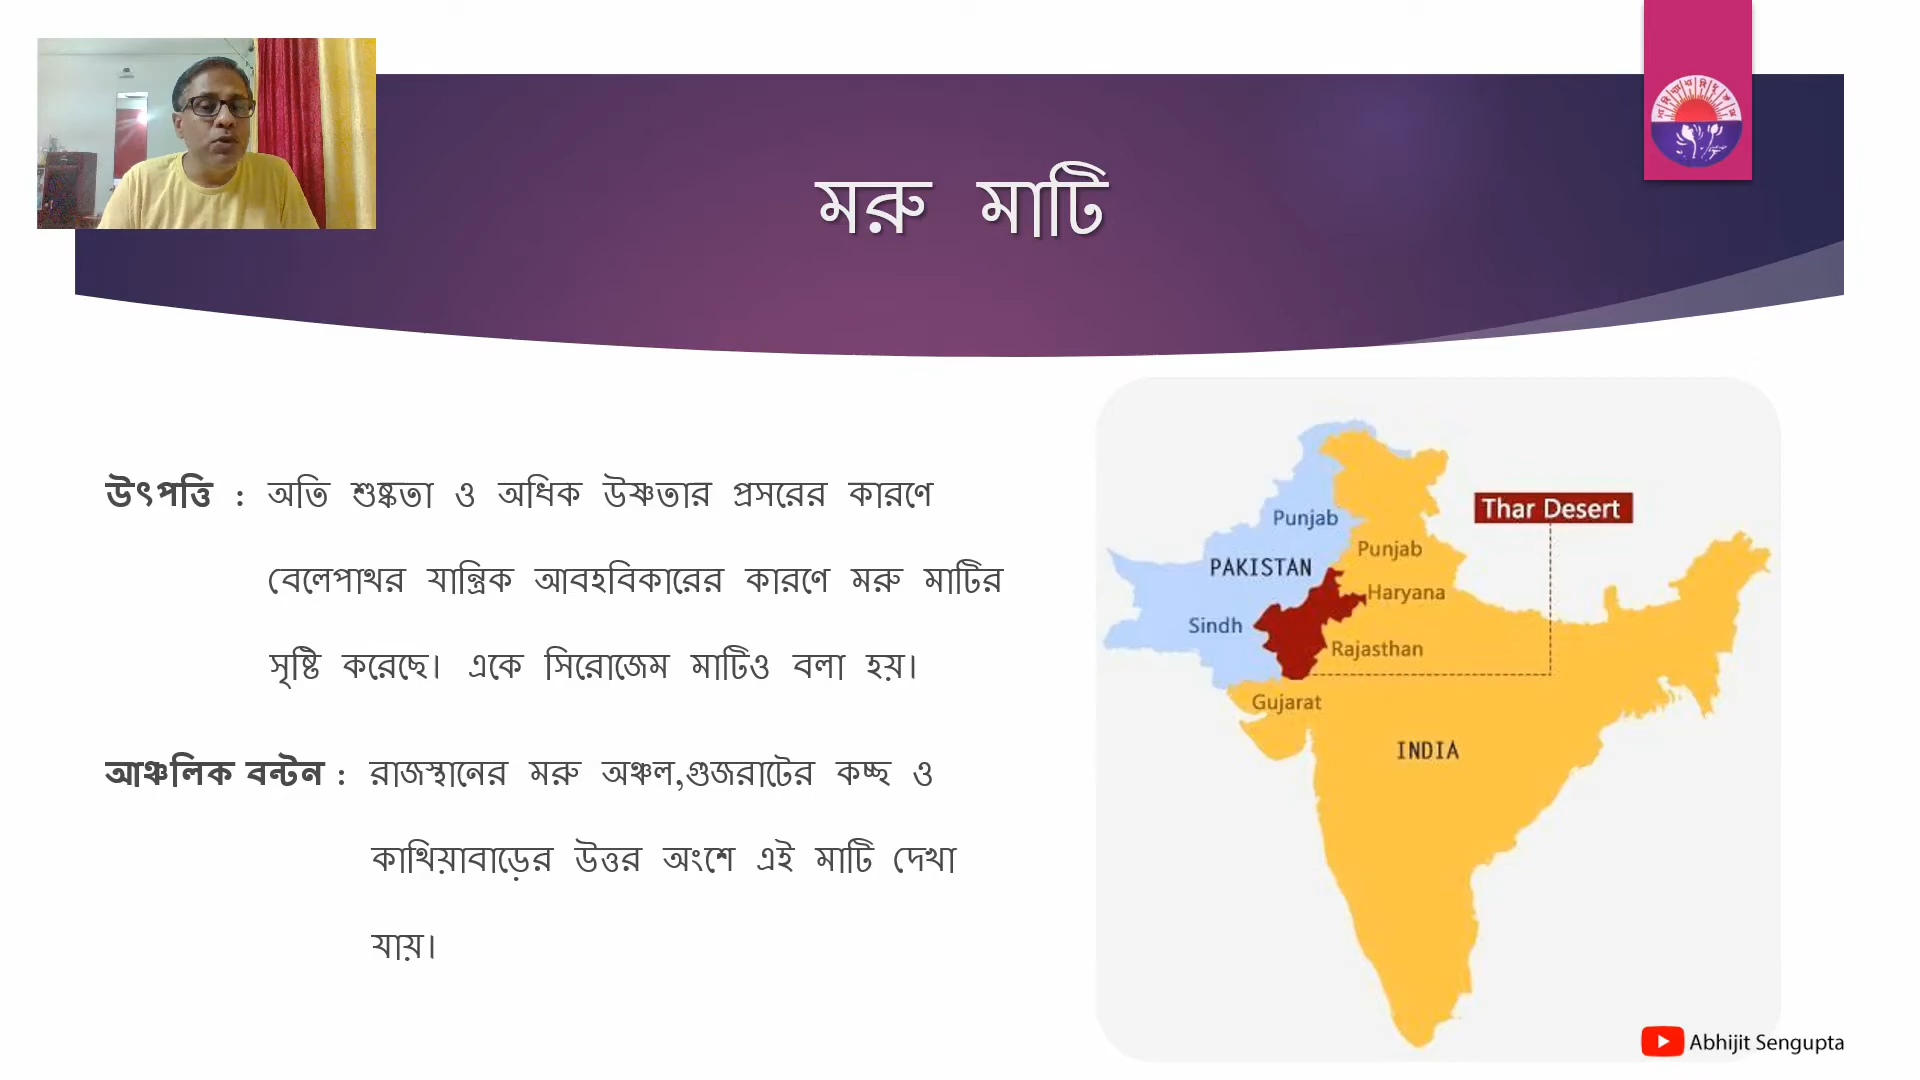 মরু মাটি
উৎপত্তি : অতি শুষ্কতা ও অধিক উষ্ণতার প্রসরের কারণে
বেলেপাথর যান্ত্রিক আবহবিকারের কারণে মরু মাটির
সৃষ্টি করেছে। একে সিরোজেম মাটিও বলা হয়।
আঞ্চলিক বন্টন : রাজস্থানের মরু অঞ্চল,গুজরাটের কচ্ছ ও
কাথিয়াবাড়ের উত্তর অংশে এই মাটি দেখা
যায়।
Thar Desert
Punjab
Punjab
PAKISTAN
Haryana
Sindh
Rajasthan
Gujarat
INDIA
Abhijit Sengupta